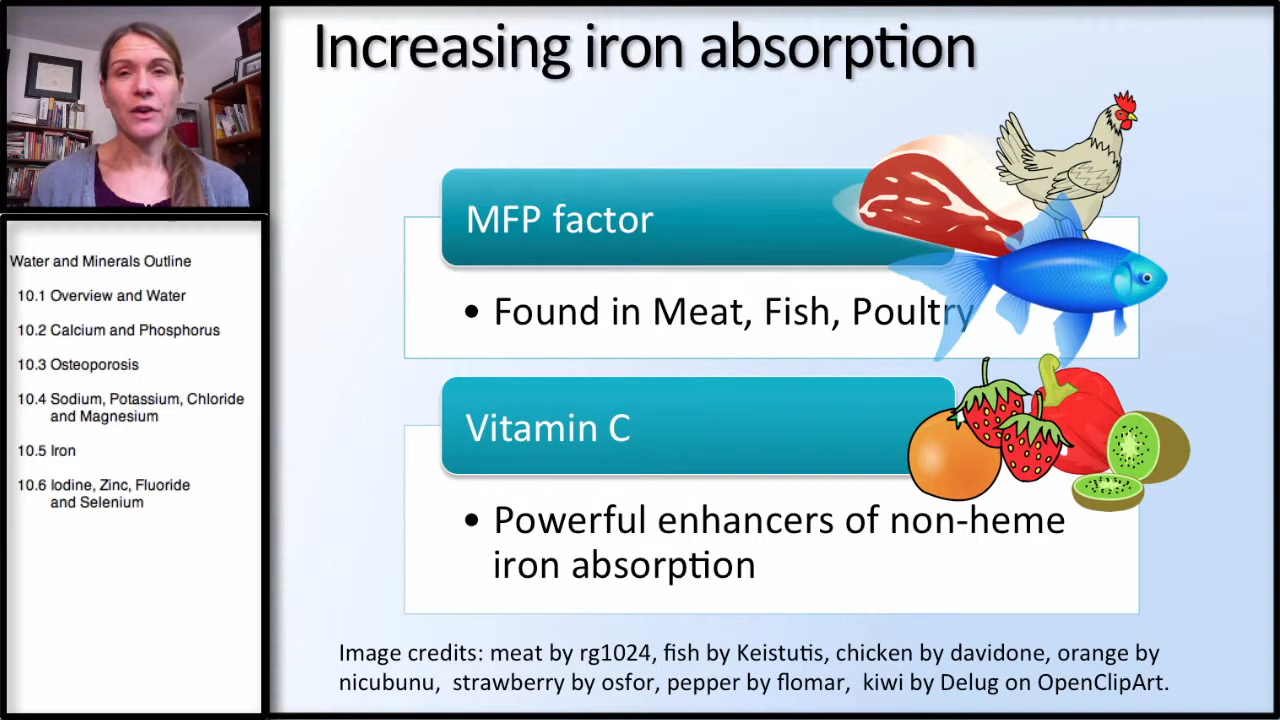 Increasing iron absorption
MFP factor
• Found in Meat, Fish, Poultry
Vitamin C
• Powerful enhancers of non-heme
iron absorption
Image credits: meat by rg1024, fish by Keistutis, chicken by davidone, orange by
nicubunu, strawberry by osfor, pepper by flomar, kiwi by Delug on OpenClipArt.
Water and Minerals Outline
10.1 Overview and Water
10.2 Calcium and Phosphorus
10.3 Osteoporosis
10.4 Sodium, Potassium, Chloride
and Magnesium
10.5 Iron
10.6 Iodine, Zinc, Fluoride
and Selenium